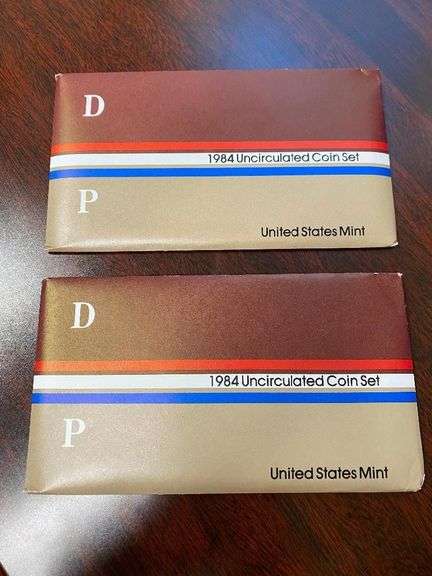 D
1984 Uncirculated Coin Set
P
United States Mint
D
1984 Uncirculated Coin Set
P
United States Mint